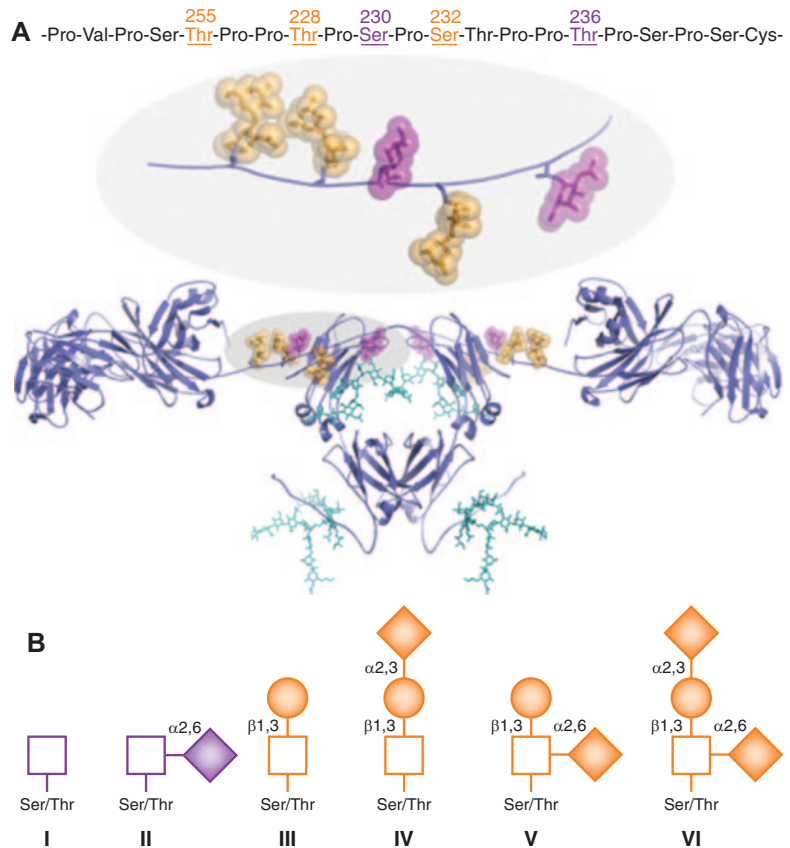 255 228 230 232 236
A -Pro-Val-Pro-Ser-Thr-Pro-Pro-Thr-Pro-Ser-Pro-Ser-Thr-Pro-Pro-Thr-Pro-Ser-Pro-Ser-Cys-
B
α2,3 α2,3
α2,6 β1,3 β1,3 β1,3 α2,6 β1,3 α2,6
Ser/Thr Ser/Thr Ser/Thr Ser/Thr Ser/Thr Ser/Thr
I II III IV V VI